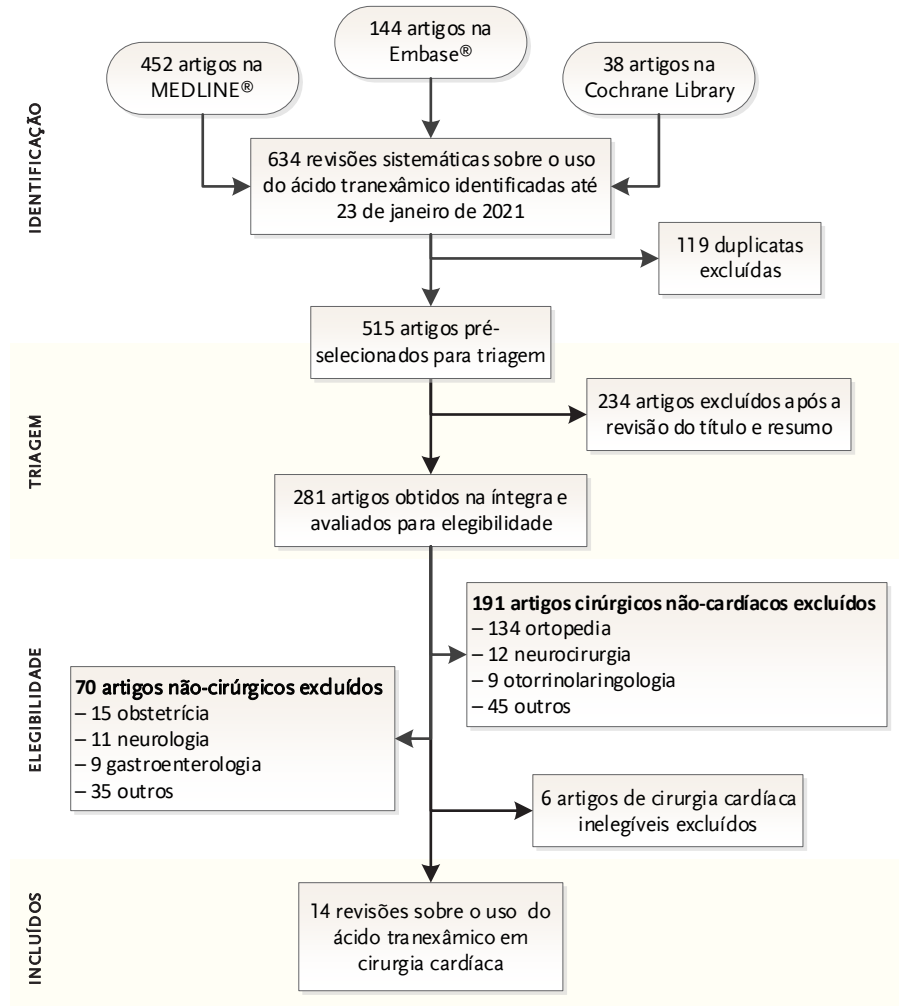 144 artigos na
Embase®
452 artigos na
MEDLINE®
38 artigos na
Cochrane Library
IDENTIFICAÇÃO
634 revisões sistemáticas sobre o uso
do ácido tranexâmico identificadas até
23 de janeiro de 2021
119 duplicatas
excluídas
515 artigos pré-
selecionados para triagem
TRIAGEM
234 artigos excluídos após a
revisão do título e resumo
281 artigos obtidos na íntegra e
avaliados para elegibilidade
ELEGIBILIDADE
191 artigos cirúrgicos não-cardíacos excluídos
– 134 ortopedia
– 12 neurocirurgia
– 9 otorrinolaringologia
– 45 outros
70 artigos não-cirúrgicos excluídos
– 15 obstetrícia
– 11 neurologia
– 9 gastroenterologia
– 35 outros
6 artigos de cirurgia cardíaca
inelegíveis excluídos
INCLUÍDOS
14 revisões sobre o uso do
ácido tranexâmico em
cirurgia cardíaca